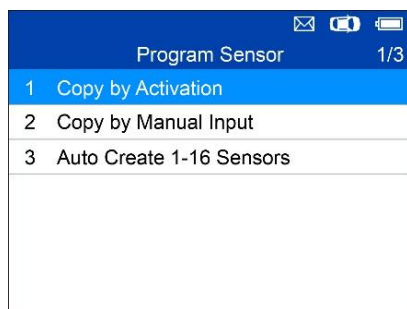 Program Sensor 1/3
1 Copy by Activation
2 Copy by Manual Input
3 Auto Create 1-16 Sensors